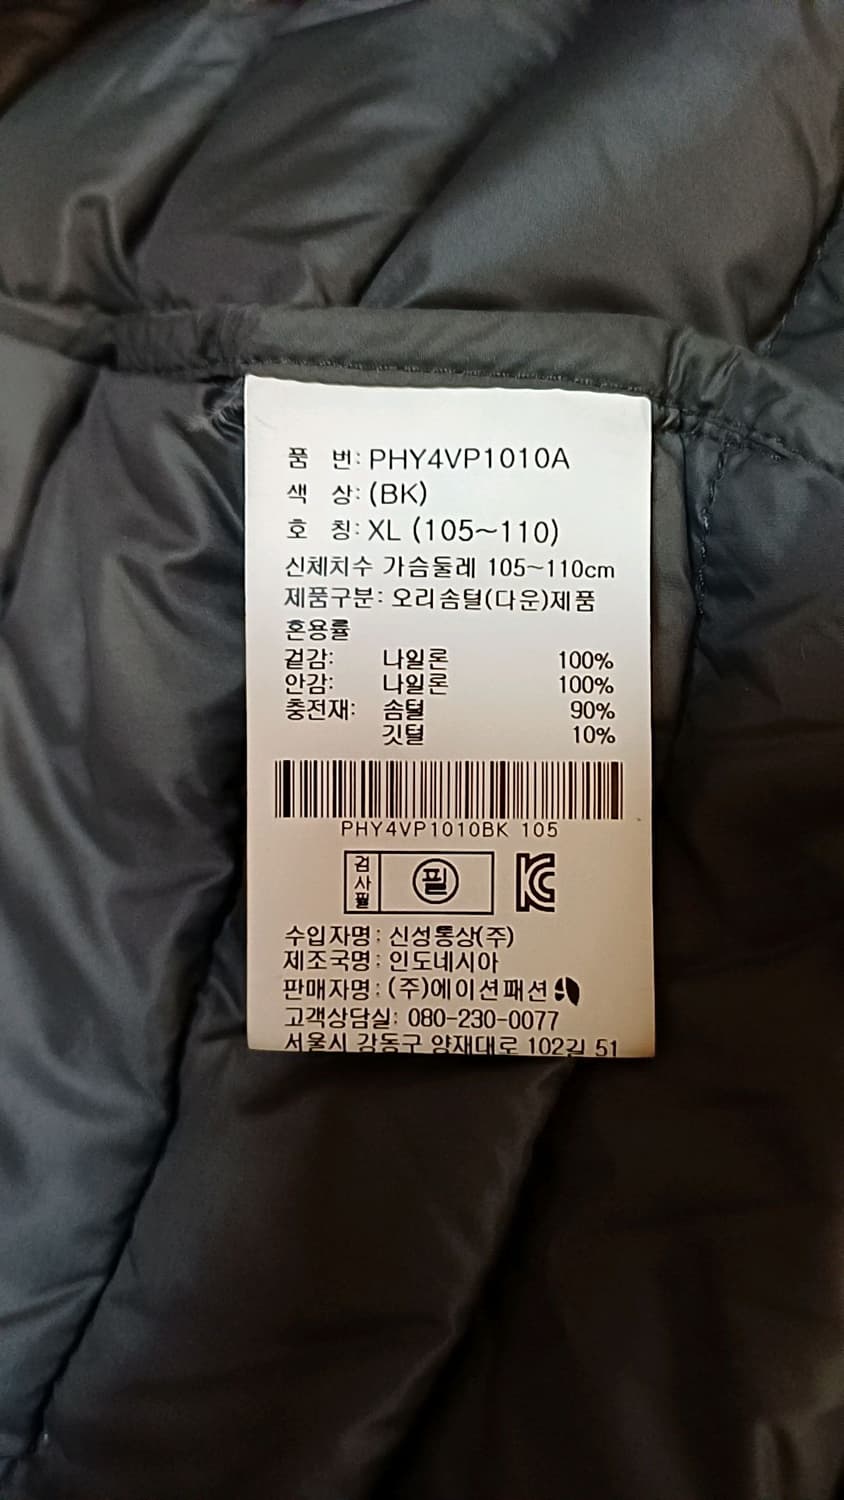 품 번: PHY4VP1010A
색 상: (BK)
호 칭: XL (105~110)
신체치수 가슴둘레 105~110cm
제품구분: 오리솜털(다운)제품
혼용률
겉감: 나일론 100%
안감: 나일론 100%
충전재: 솜털 90%
깃털 10%
PHY4VP1010BK 105
검사필 필 KC
수입자명: 신성통상(주)
제조국명: 인도네시아
판매자명: (주)에이션패션
고객상담실: 080-230-0077
서울시 강동구 양재대로 102길 51